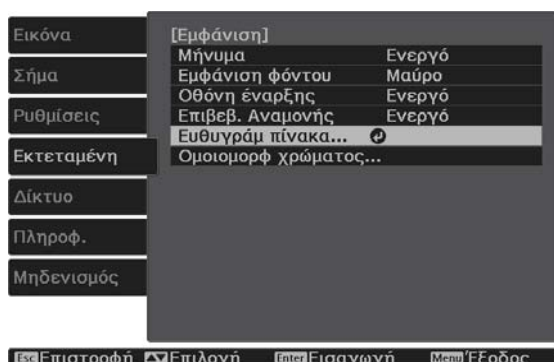 Εικόνα
Σήμα
Ρυθμίσεις
Εκτεταμένη
Δίκτυο
Πληροφ.
Μηδενισμός
[Εμφάνιση]
Μήνυμα Ενεργό
Εμφάνιση φόντου Μαύρο
Οθόνη έναρξης Ενεργό
Επιβεβ. Αναμονής Ενεργό
Ευθυγράμ πίνακα...
Ομοιομορφ χρώματος...
Esc Επιστροφή Επιλογή Enter Εισαγωγή Menu Έξοδος